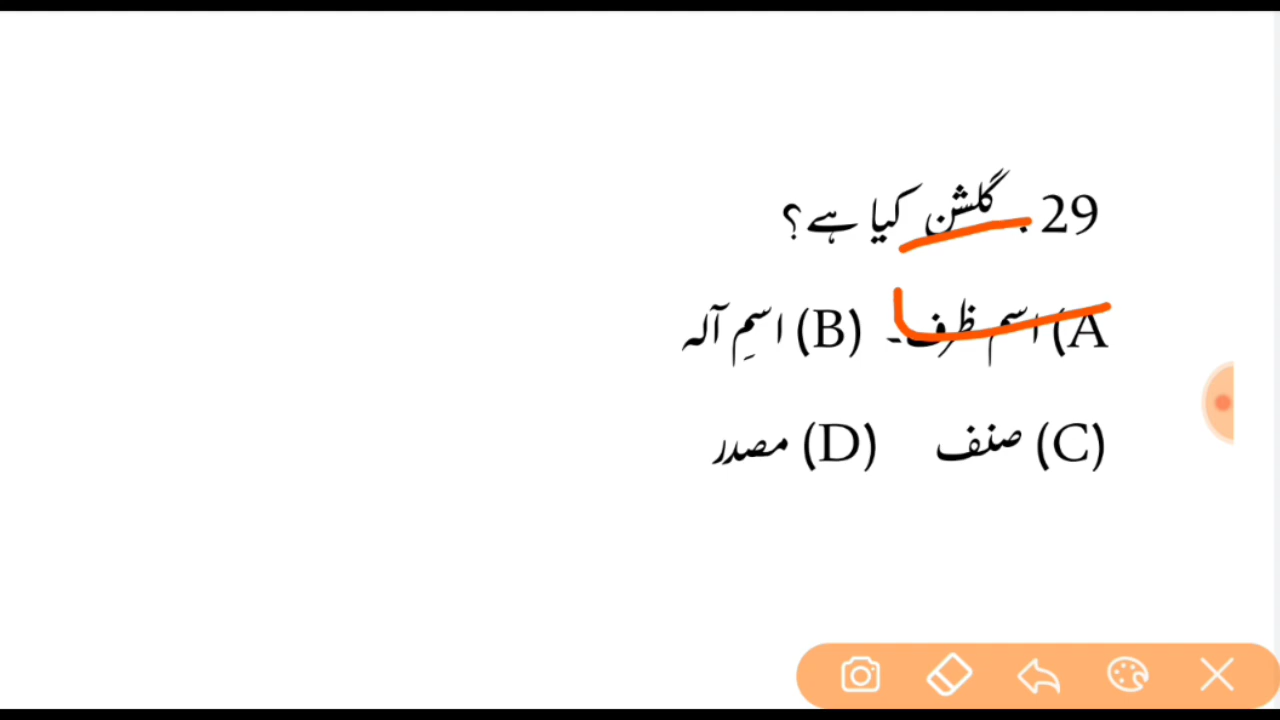 29. گلشن کیا ہے؟
A) اسم ظرف۔ (B) اسمِ آلہ
(C) صنف (D) مصدر